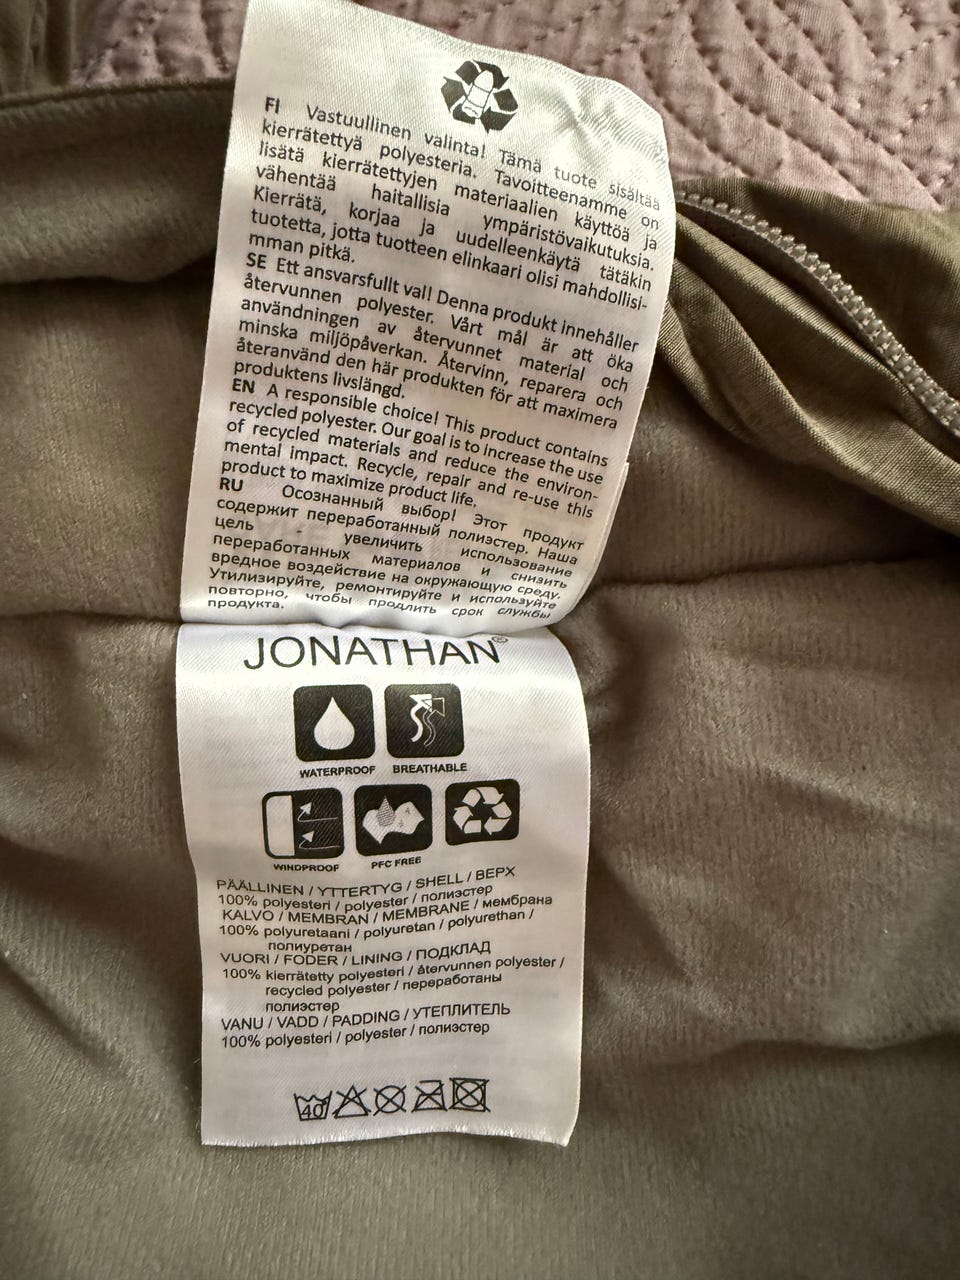 FI Vastuullinen valinta! Tämä tuote sisältää
kierrätettyä polyesteria. Tavoitteenamme on
lisätä kierrätettyjen materiaalien käyttöä ja
vähentää haitallisia ympäristövaikutuksia.
Kierrätä, korjaa ja uudelleenkäytä tätäkin
tuotetta, jotta tuotteen elinkaari olisi mahdollisi-
mman pitkä.
SE Ett ansvarsfullt val! Denna produkt innehåller
återvunnen polyester. Vårt mål är att öka
användningen av återvunnet material och
minska miljöpåverkan. Återvinn, reparera och
återanvänd den här produkten för att maximera
produktens livslängd.
EN A responsible choice! This product contains
recycled polyester. Our goal is to increase the use
of recycled materials and reduce the environ-
mental impact. Recycle, repair and re-use this
product to maximize product life.
RU Осознанный выбор! Этот продукт
содержит переработанный полиэстер. Наша
цель - увеличить использование
переработанных материалов и снизить
вредное воздействие на окружающую среду.
Утилизируйте, ремонтируйте и используйте
повторно, чтобы продлить срок службы
продукта.
JONATHAN®
WATERPROOF BREATHABLE
WINDPROOF PFC FREE
PÄÄLLINEN / YTTERTYG / SHELL / ВЕРХ
100% polyesteri / polyester / полиэстер
KALVO / MEMBRAN / MEMBRANE / мембрана
100% polyuretaani / polyuretan / polyurethan /
полиуретан
VUORI / FODER / LINING / ПОДКЛАД
100% kierrätetty polyesteri / återvunnen polyester /
recycled polyester / переработаны
полиэстер
VANU / VADD / PADDING / УТЕПЛИТЕЛЬ
100% polyesteri / polyester / полиэстер
40